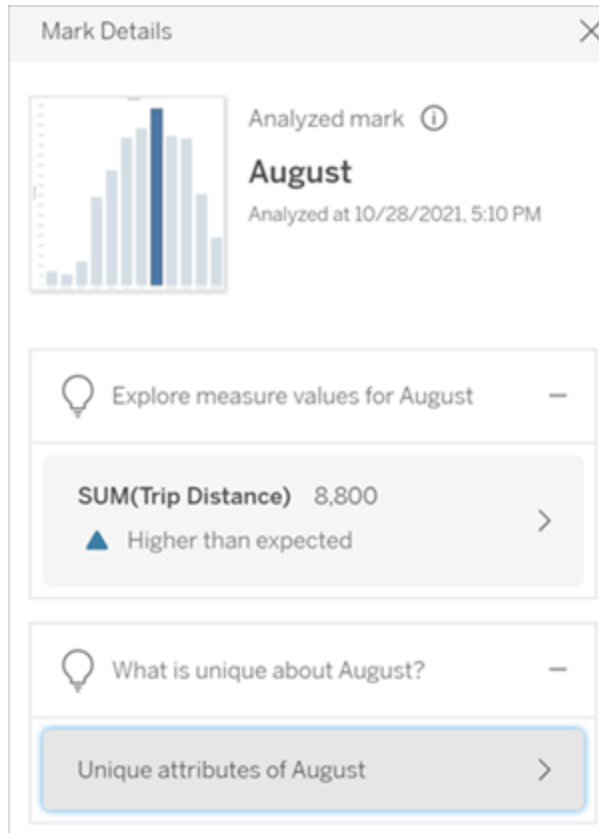 Mark Details
Analyzed mark
August
Analyzed at 10/28/2021, 5:10 PM
Explore measure values for August
SUM(Trip Distance) 8,800
Higher than expected
What is unique about August?
Unique attributes of August